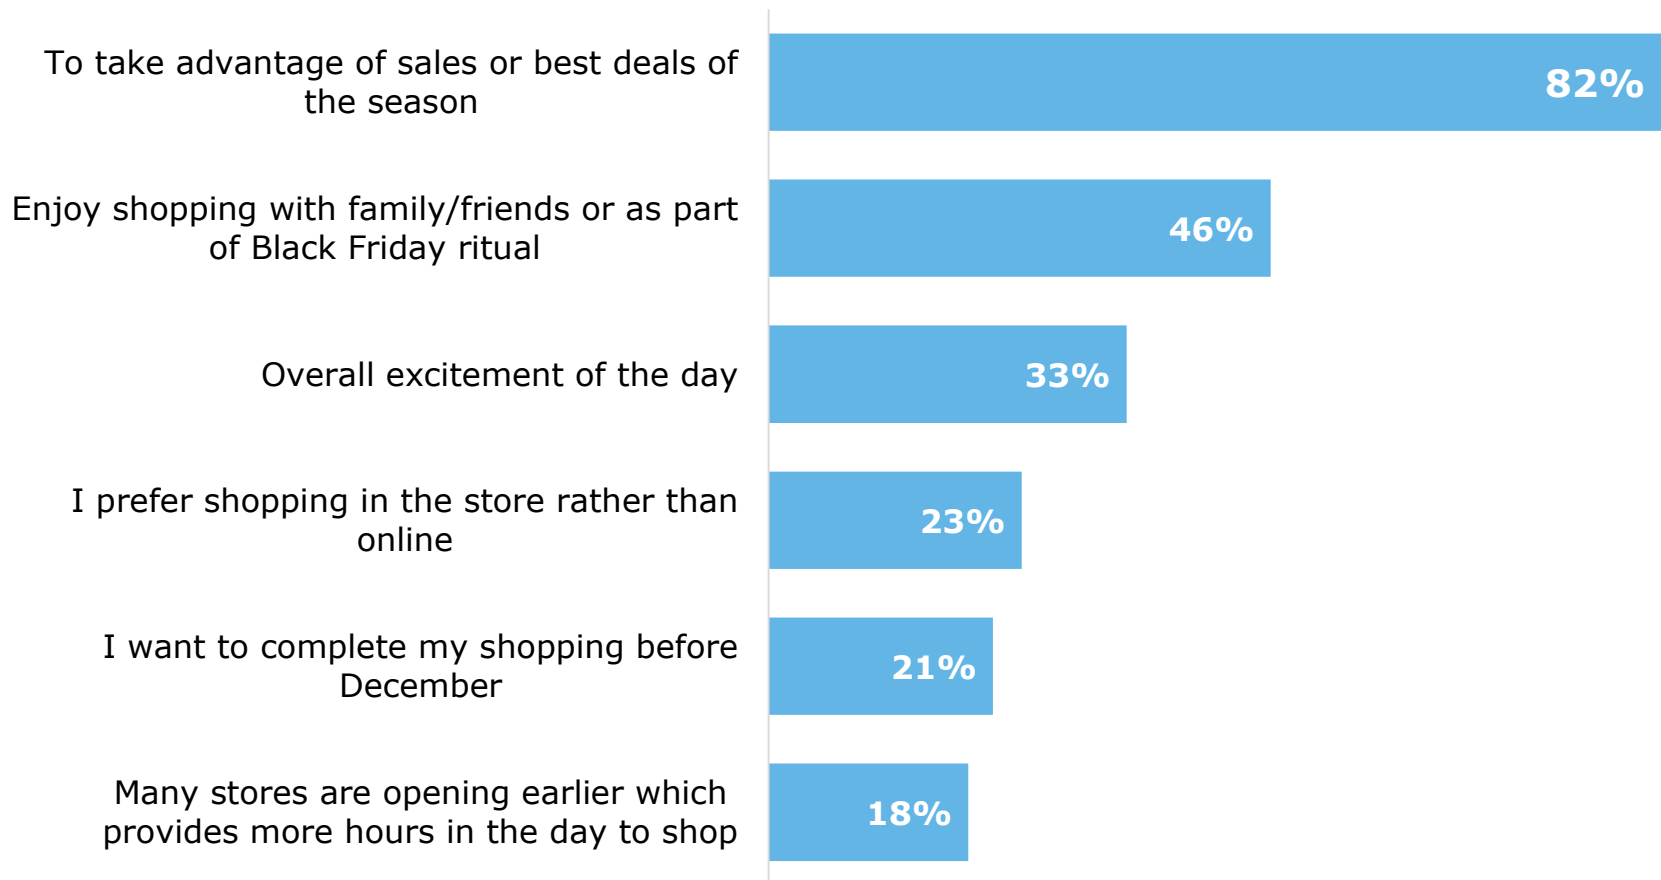 To take advantage of sales or best deals of
the season
82%
Enjoy shopping with family/friends or as part
of Black Friday ritual
46%
Overall excitement of the day
33%
I prefer shopping in the store rather than
online
23%
I want to complete my shopping before
December
21%
Many stores are opening earlier which
provides more hours in the day to shop
18%